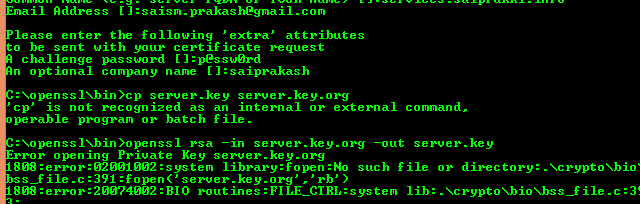 Common Name (e.g. server FQDN or YOUR name) []:services.saiprakki.info
Email Address []:saism.prakash@gmail.com
Please enter the following 'extra' attributes
to be sent with your certificate request
A challenge password []:p@ssw0rd
An optional company name []:saiprakash
C:\openssl\bin>cp server.key server.key.org
'cp' is not recognized as an internal or external command,
operable program or batch file.
C:\openssl\bin>openssl rsa -in server.key.org -out server.key
Error opening Private Key server.key.org
1808:error:02001002:system library:fopen:No such file or directory:.\crypto\bio\
bss_file.c:391:fopen('server.key.org','rb')
1808:error:20074002:BIO routines:FILE_CTRL:system lib:.\crypto\bio\bss_file.c:39
3: